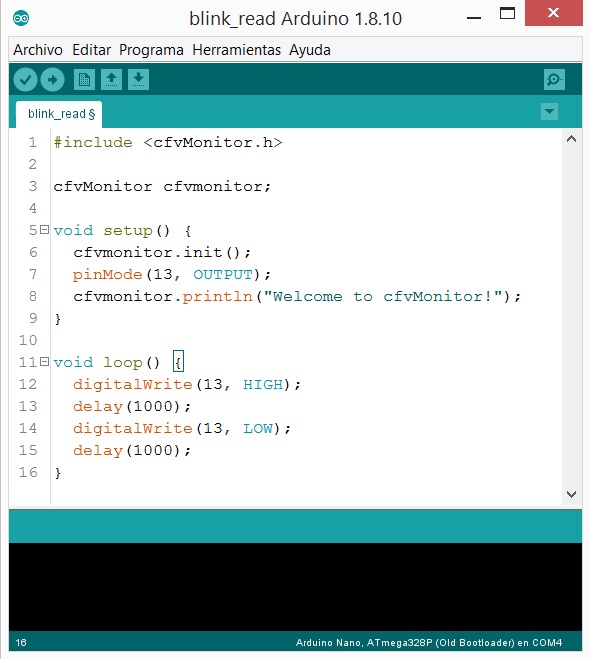 blink_read Arduino 1.8.10
Archivo Editar Programa Herramientas Ayuda
blink_read §
1 #include <cfvMonitor.h>
2
3 cfvMonitor cfvmonitor;
4
5 void setup() {
6   cfvmonitor.init();
7   pinMode(13, OUTPUT);
8   cfvmonitor.println("Welcome to cfvMonitor!");
9 }
10
11 void loop() {
12   digitalWrite(13, HIGH);
13   delay(1000);
14   digitalWrite(13, LOW);
15   delay(1000);
16 }
16 Arduino Nano, ATmega328P (Old Bootloader) en COM4